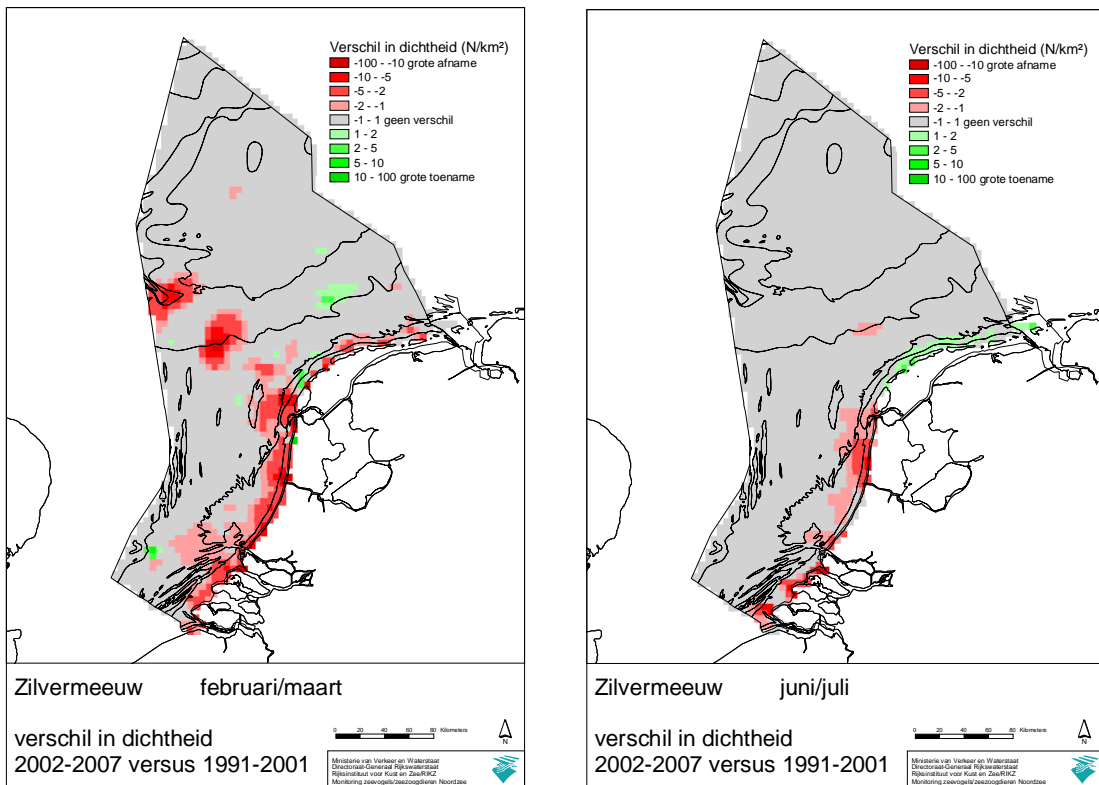 Verschil in dichtheid (N/km²)
-100 - -10 grote afname
-10 - -5
-5 - -2
-2 - -1
-1 - 1 geen verschil
1 - 2
2 - 5
5 - 10
10 - 100 grote toename
Zilvermeeuw februari/maart
verschil in dichtheid
2002-2007 versus 1991-2001
0 20 40 60 80 Kilometers
N
Ministerie van Verkeer en Waterstaat
Directoraat-Generaal Rijkswaterstaat
Rijksinstituut voor Kust en Zee/RIKZ
Monitoring zeevogels/zeezoogdieren Noordzee
Verschil in dichtheid (N/km²)
-100 - -10 grote afname
-10 - -5
-5 - -2
-2 - -1
-1 - 1 geen verschil
1 - 2
2 - 5
5 - 10
10 - 100 grote toename
Zilvermeeuw juni/juli
verschil in dichtheid
2002-2007 versus 1991-2001
0 20 40 60 80 Kilometers
N
Ministerie van Verkeer en Waterstaat
Directoraat-Generaal Rijkswaterstaat
Rijksinstituut voor Kust en Zee/RIKZ
Monitoring zeevogels/zeezoogdieren Noordzee